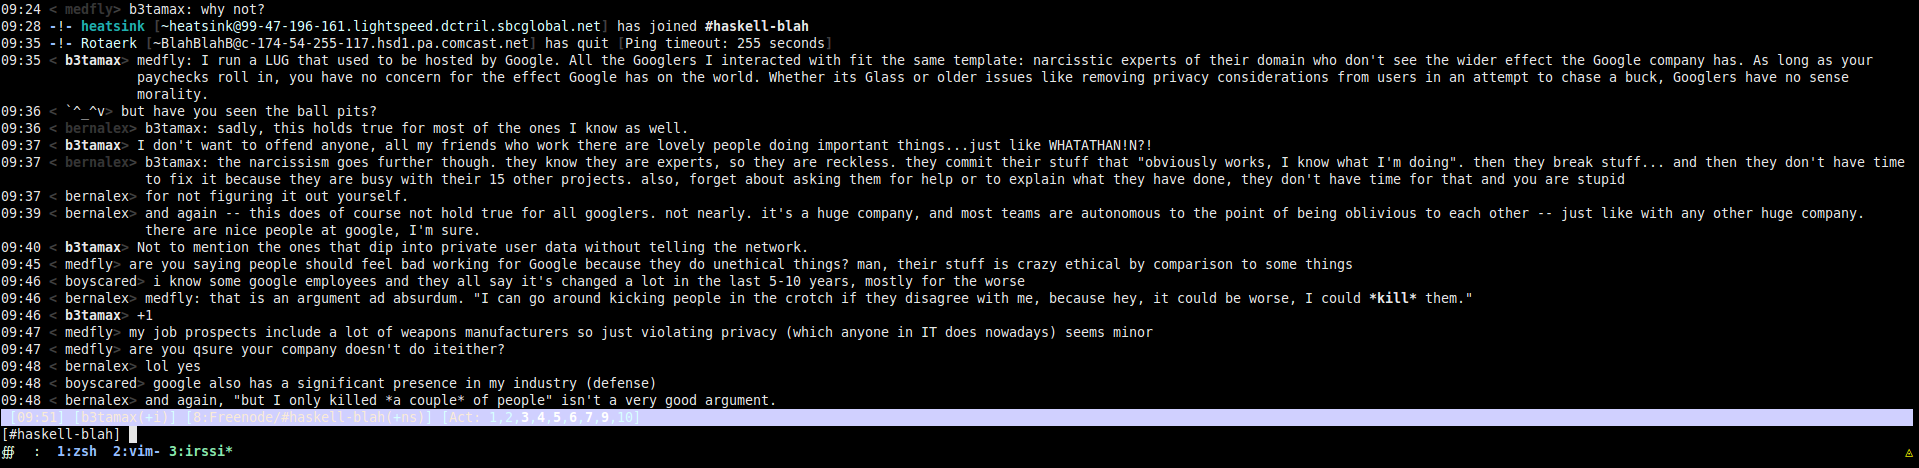 09:24 < medfly> b3tamax: why not?
09:28 -!- heatsink [~heatsink@99-47-196-161.lightspeed.dctril.sbcglobal.net] has joined #haskell-blah
09:35 -!- Rotaerk [~BlahBlahB@c-174-54-255-117.hsd1.pa.comcast.net] has quit [Ping timeout: 255 seconds]
09:35 < b3tamax> medfly: I run a LUG that used to be hosted by Google. All the Googlers I interacted with fit the same template: narcisstic experts of their domain who don't see the wider effect the Google company has. As long as your
paychecks roll in, you have no concern for the effect Google has on the world. Whether its Glass or older issues like removing privacy considerations from users in an attempt to chase a buck, Googlers have no sense
morality.
09:36 < `^_^v> but have you seen the ball pits?
09:36 < bernalex> b3tamax: sadly, this holds true for most of the ones I know as well.
09:37 < b3tamax> I don't want to offend anyone, all my friends who work there are lovely people doing important things...just like WHATATHAN!N?!
09:37 < bernalex> b3tamax: the narcissism goes further though. they know they are experts, so they are reckless. they commit their stuff that "obviously works, I know what I'm doing". then they break stuff... and then they don't have time
to fix it because they are busy with their 15 other projects. also, forget about asking them for help or to explain what they have done, they don't have time for that and you are stupid
09:37 < bernalex> for not figuring it out yourself.
09:39 < bernalex> and again -- this does of course not hold true for all googlers. not nearly. it's a huge company, and most teams are autonomous to the point of being oblivious to each other -- just like with any other huge company.
there are nice people at google, I'm sure.
09:40 < b3tamax> Not to mention the ones that dip into private user data without telling the network.
09:45 < medfly> are you saying people should feel bad working for Google because they do unethical things? man, their stuff is crazy ethical by comparison to some things
09:46 < boyscared> i know some google employees and they all say it's changed a lot in the last 5-10 years, mostly for the worse
09:46 < bernalex> medfly: that is an argument ad absurdum. "I can go around kicking people in the crotch if they disagree with me, because hey, it could be worse, I could *kill* them."
09:46 < b3tamax> +1
09:47 < medfly> my job prospects include a lot of weapons manufacturers so just violating privacy (which anyone in IT does nowadays) seems minor
09:47 < medfly> are you qsure your company doesn't do iteither?
09:48 < bernalex> lol yes
09:48 < boyscared> google also has a significant presence in my industry (defense)
09:48 < bernalex> and again, "but I only killed *a couple* of people" isn't a very good argument.
[09:51] [b3tamax(+i)] [8:Freenode/#haskell-blah(+ns)] [Act: 1,2,3,4,5,6,7,9,10]
[#haskell-blah]
∰ : 1:zsh 2:vim- 3:irssi*